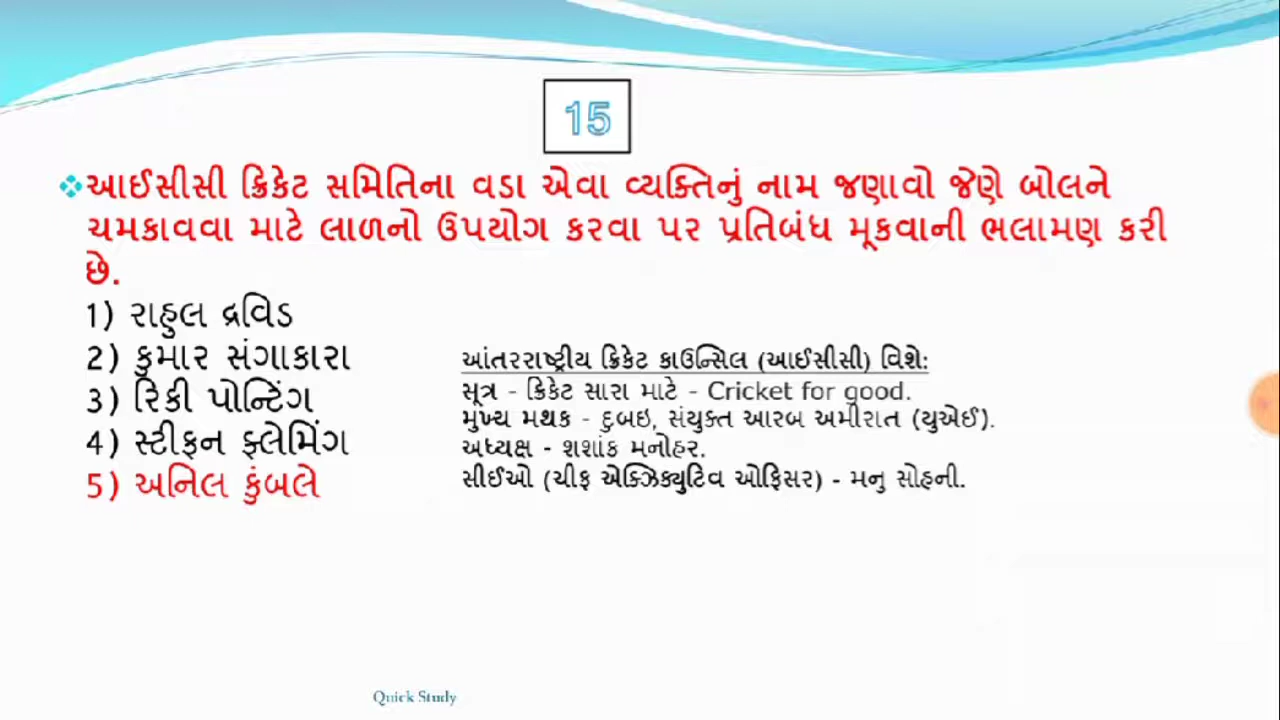 15
❖આઈસીસી ક્રિકેટ સમિતિના વડા એવા વ્યક્તિનું નામ જણાવો જેણે બોલને
ચમકાવવા માટે લાળનો ઉપયોગ કરવા પર પ્રતિબંધ મૂકવાની ભલામણ કરી
છે.
1) રાહુલ દ્રવિડ
2) કુમાર સંગાકારા
3) રિકી પોન્ટિંગ
4) સ્ટીફન ફ્લેમિંગ
5) અનિલ કુંબલે
આંતરરાષ્ટ્રીય ક્રિકેટ કાઉન્સિલ (આઈસીસી) વિશેઃ
સૂત્ર - ક્રિકેટ સારા માટે - Cricket for good.
મુખ્ય મથક - દુબઇ, સંયુક્ત આરબ અમીરાત (યુએઈ).
અધ્યક્ષ - શશાંક મનોહર.
સીઈઓ (ચીફ એક્ઝિક્યુટિવ ઓફિસર) - મનુ સોહની.
Quick Study